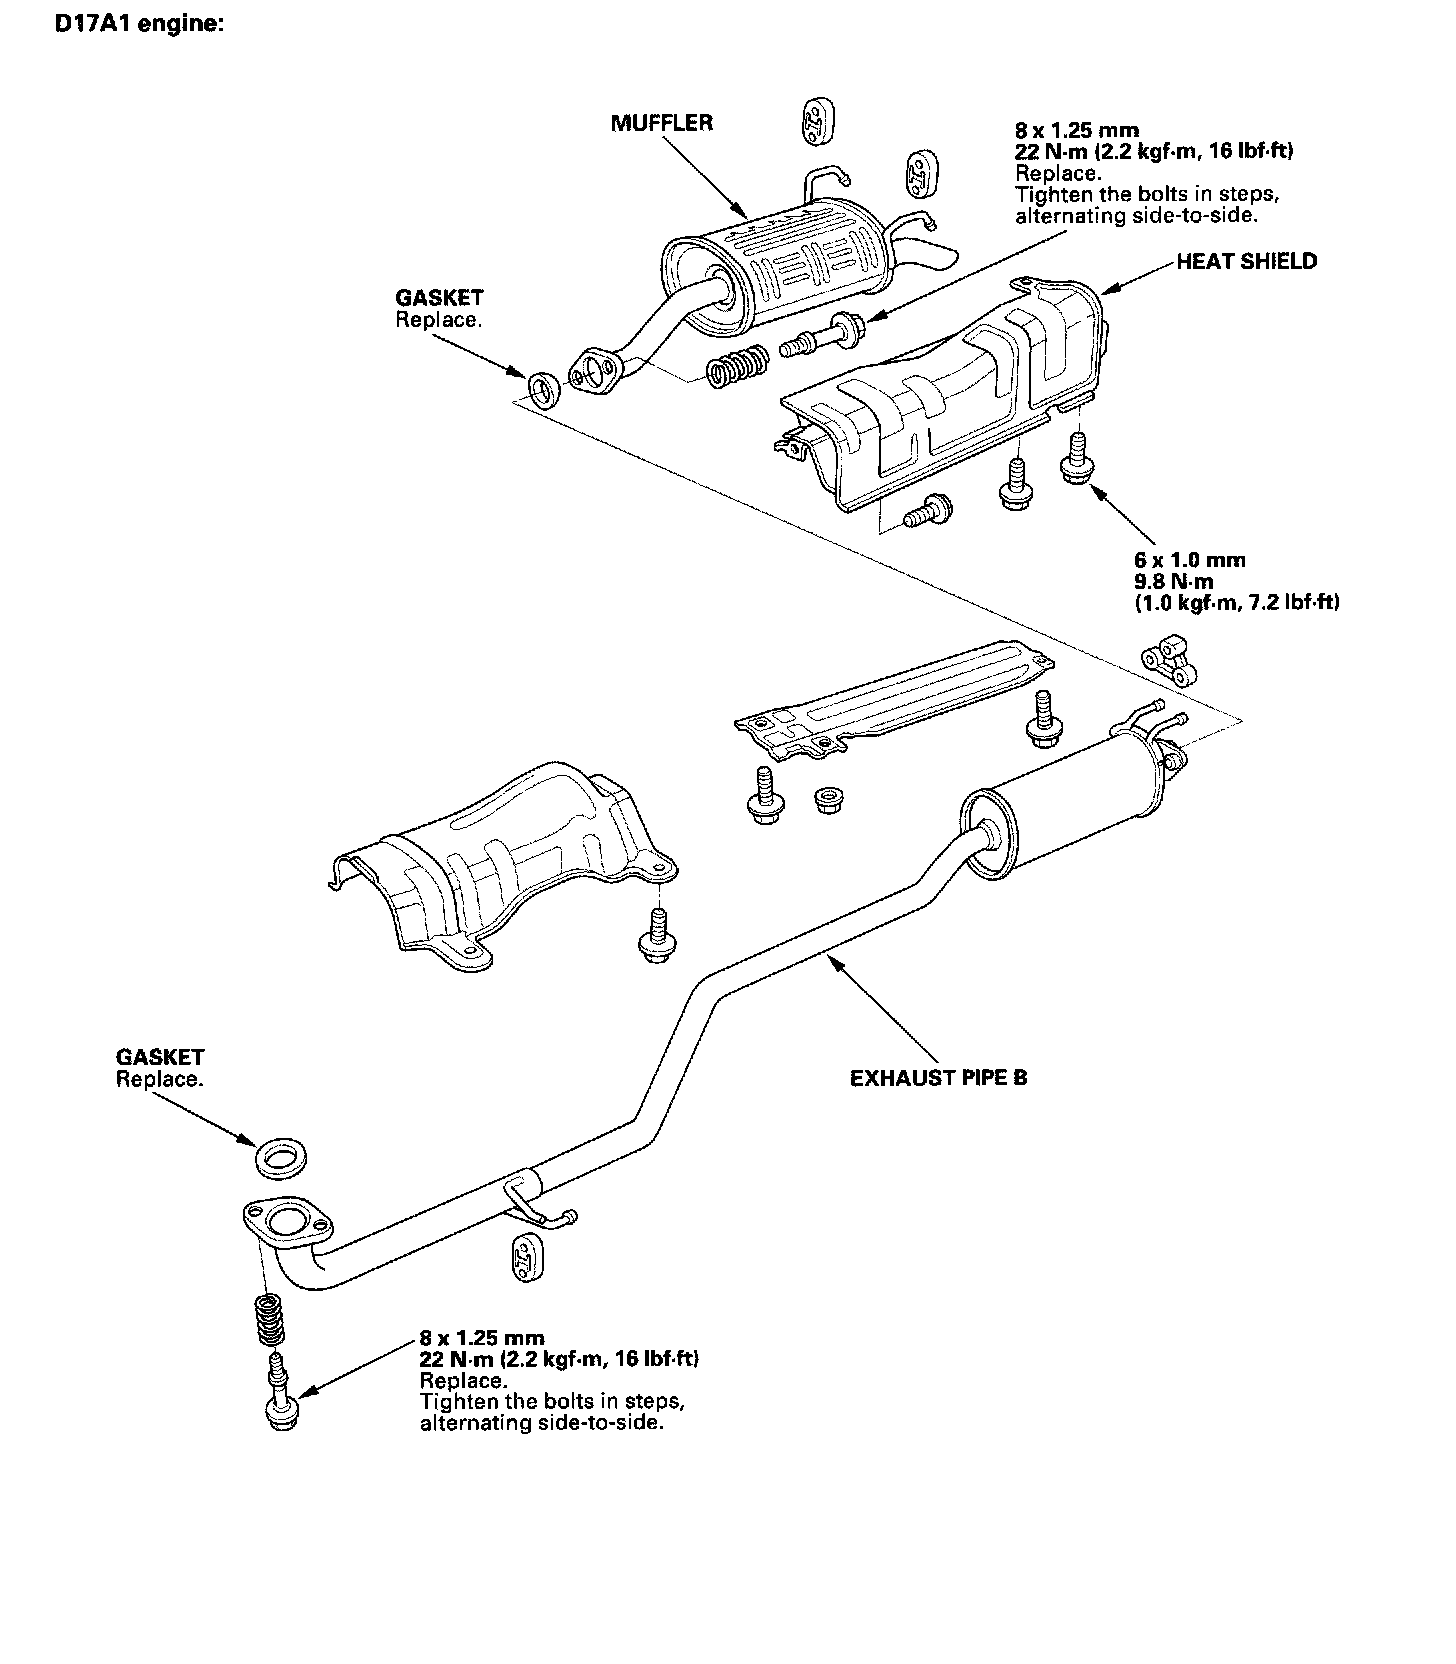 D17A1 engine:
MUFFLER
8 x 1.25 mm
22 N·m (2.2 kgf·m, 16 lbf·ft)
Replace.
Tighten the bolts in steps,
alternating side-to-side.
HEAT SHIELD
GASKET
Replace.
6 x 1.0 mm
9.8 N·m
(1.0 kgf·m, 7.2 lbf·ft)
GASKET
Replace.
EXHAUST PIPE B
8 x 1.25 mm
22 N·m (2.2 kgf·m, 16 lbf·ft)
Replace.
Tighten the bolts in steps,
alternating side-to-side.